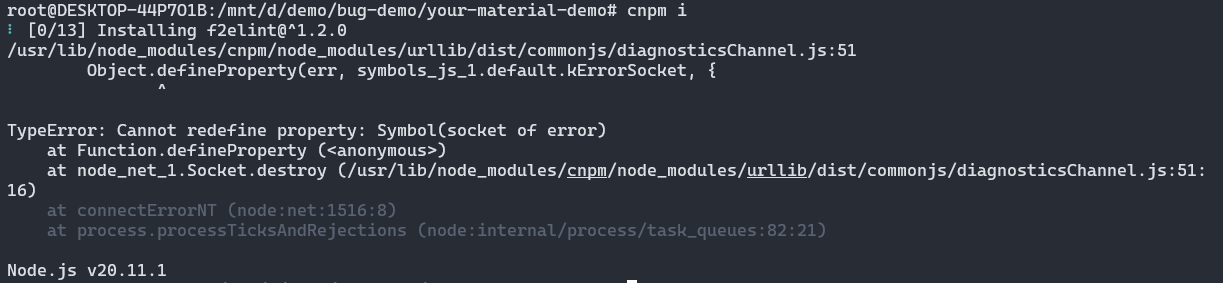 root@DESKTOP-44P7O1B:/mnt/d/demo/bug-demo/your-material-demo# cnpm i
⠇ [0/13] Installing f2elint@^1.2.0
/usr/lib/node_modules/cnpm/node_modules/urllib/dist/commonjs/diagnosticsChannel.js:51
        Object.defineProperty(err, symbols_js_1.default.kErrorSocket, {
               ^

TypeError: Cannot redefine property: Symbol(socket of error)
    at Function.defineProperty (<anonymous>)
    at node_net_1.Socket.destroy (/usr/lib/node_modules/cnpm/node_modules/urllib/dist/commonjs/diagnosticsChannel.js:51:
16)
    at connectErrorNT (node:net:1516:8)
    at process.processTicksAndRejections (node:internal/process/task_queues:82:21)

Node.js v20.11.1